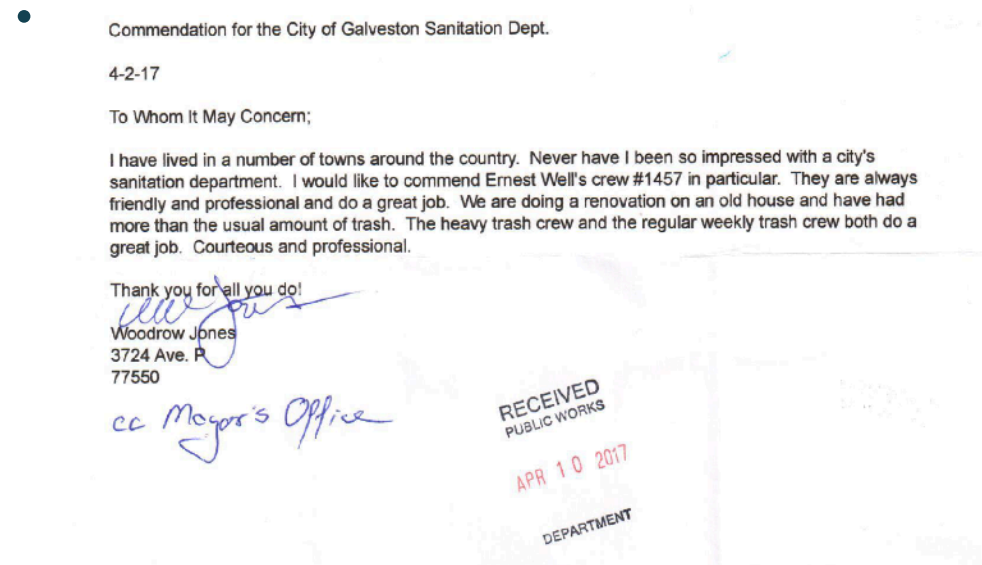 Commendation for the City of Galveston Sanitation Dept.
4-2-17
To Whom It May Concern;
I have lived in a number of towns around the country. Never have I been so impressed with a city's
sanitation department. I would like to commend Ernest Well's crew #1457 in particular. They are always
friendly and professional and do a great job. We are doing a renovation on an old house and have had
more than the usual amount of trash. The heavy trash crew and the regular weekly trash crew both do a
great job. Courteous and professional.
Thank you for all you do!
Woodrow Jones
3724 Ave. P
77550
cc Mayor's Office
RECEIVED
PUBLIC WORKS
APR 10 2017
DEPARTMENT